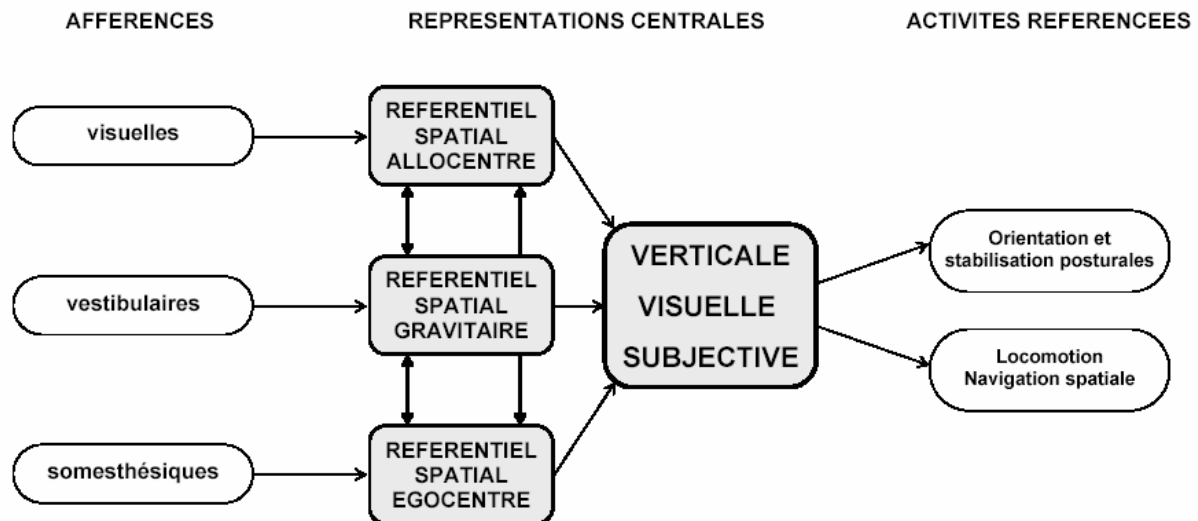 AFFERENCES
REPRESENTATIONS CENTRALES
ACTIVITES REFERENCEES
visuelles
vestibulaires
somesthésiques
REFERENTIEL
SPATIAL
ALLOCENTRE
REFERENTIEL
SPATIAL
GRAVITAIRE
REFERENTIEL
SPATIAL
EGOCENTRE
VERTICALE
VISUELLE
SUBJECTIVE
Orientation et
stabilisation posturales
Locomotion
Navigation spatiale